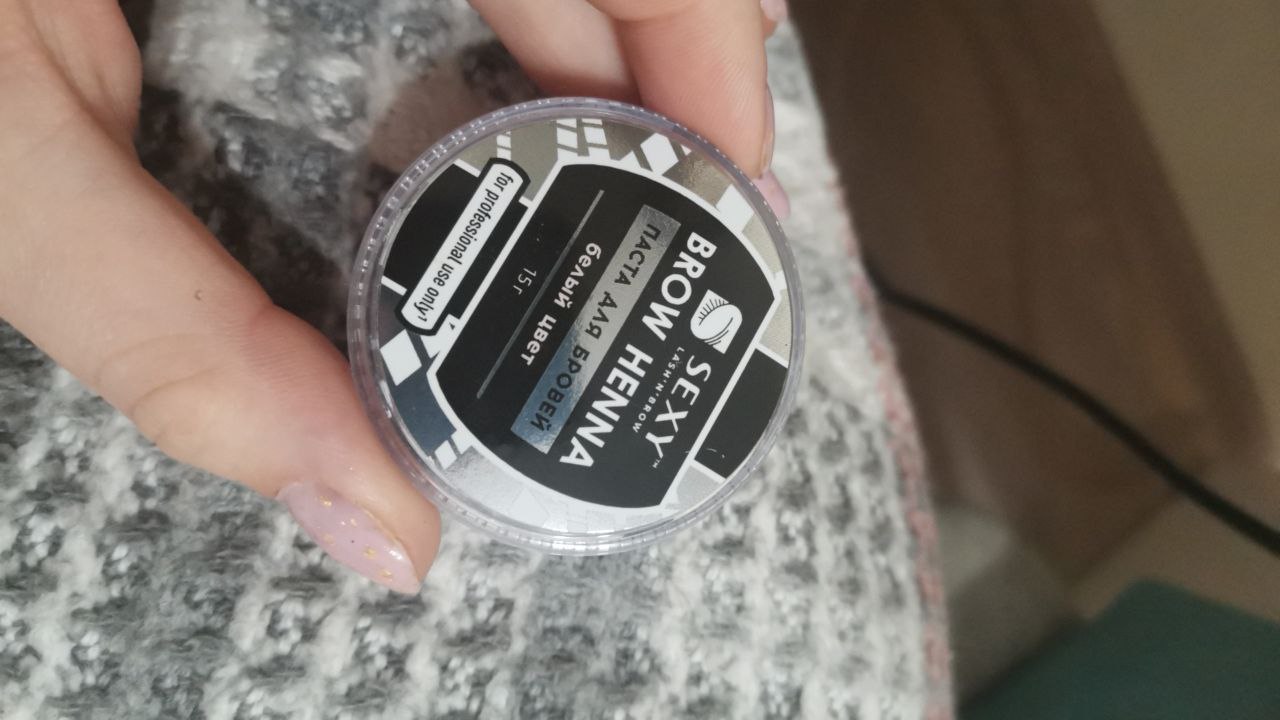 SEXY
LASH'N'BROW
BROW HENNA
ПАСТА ДЛЯ БРОВЕЙ
белый цвет
15 г
for professional use only!